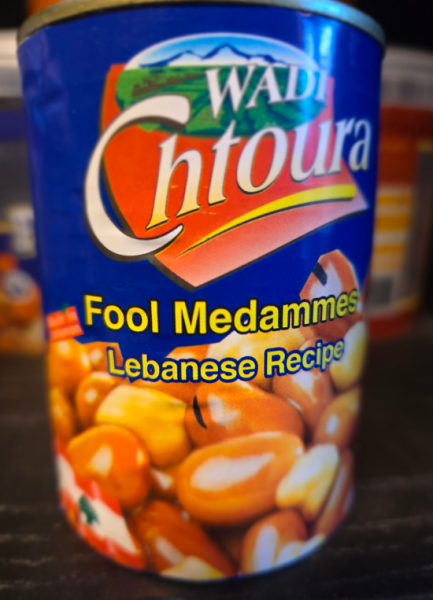 WADI
Chtoura
Fool Medammes
Lebanese Recipe